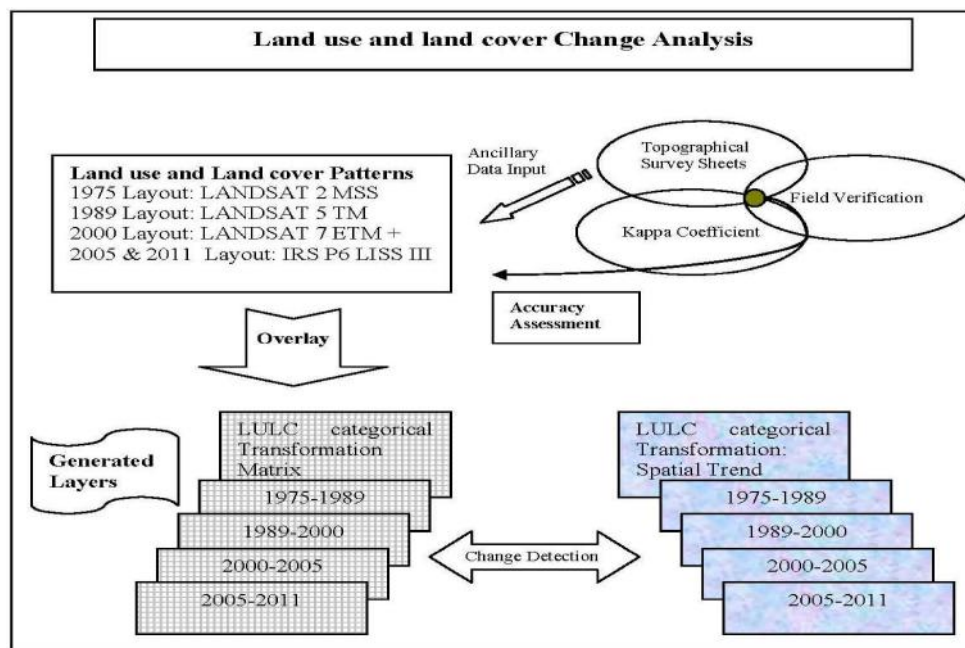 Land use and land cover Change Analysis
Land use and Land cover Patterns
1975 Layout: LANDSAT 2 MSS
1989 Layout: LANDSAT 5 TM
2000 Layout: LANDSAT 7 ETM +
2005 & 2011 Layout: IRS P6 LISS III
Ancillary
Data Input
Topographical
Survey Sheets
Field Verification
Kappa Coefficient
Accuracy
Assessment
Overlay
Generated
Layers
LULC categorical
Transformation
Matrix
1975-1989
1989-2000
2000-2005
2005-2011
Change Detection
LULC categorical
Transformation:
Spatial Trend
1975-1989
1989-2000
2000-2005
2005-2011